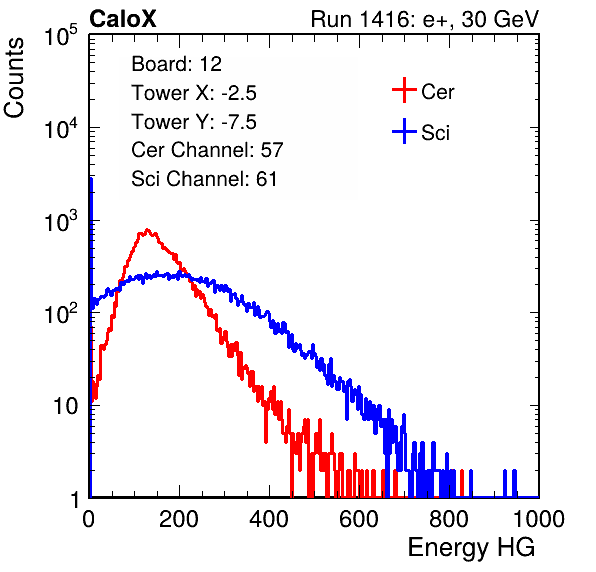 CaloX Run 1416: e+, 30 GeV
Counts
Board: 12
Tower X: -2.5
Tower Y: -7.5
Cer Channel: 57
Sci Channel: 61
Cer
Sci
10^5
10^4
10^3
10^2
10
1
0 200 400 600 800 1000
Energy HG